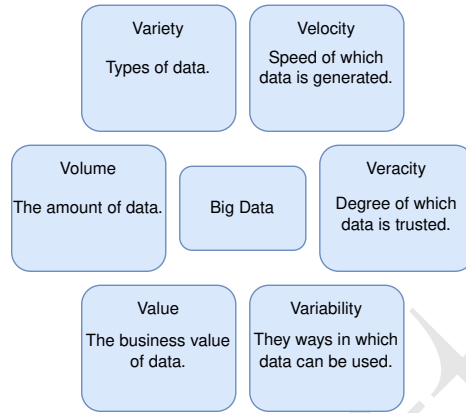 Variety
Types of data.
Velocity
Speed of which
data is generated.
Volume
The amount of data.
Big Data
Veracity
Degree of which
data is trusted.
Value
The business value
of data.
Variability
They ways in which
data can be used.